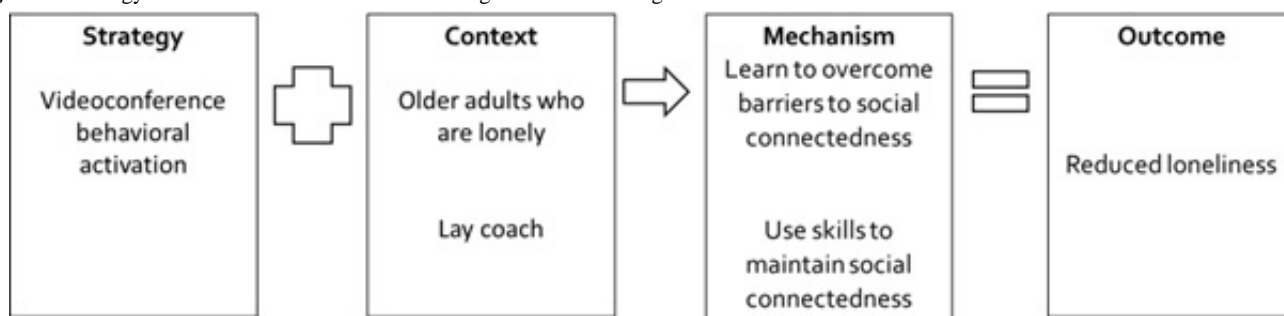 Strategy
Videoconference
behavioral
activation
Context
Older adults who
are lonely
Lay coach
Mechanism
Learn to overcome
barriers to social
connectedness
Use skills to
maintain social
connectedness
Outcome
Reduced loneliness